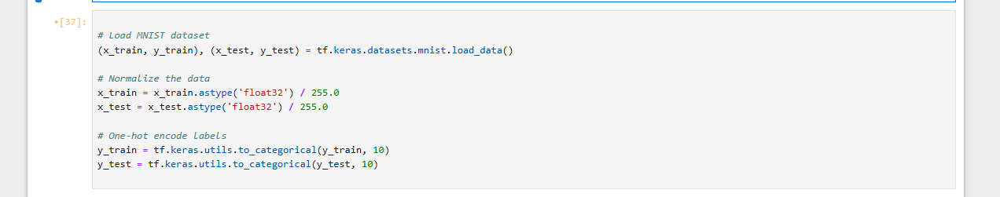 •[37]:
# Load MNIST dataset
(x_train, y_train), (x_test, y_test) = tf.keras.datasets.mnist.load_data()
# Normalize the data
x_train = x_train.astype('float32') / 255.0
x_test = x_test.astype('float32') / 255.0
# One-hot encode labels
y_train = tf.keras.utils.to_categorical(y_train, 10)
y_test = tf.keras.utils.to_categorical(y_test, 10)